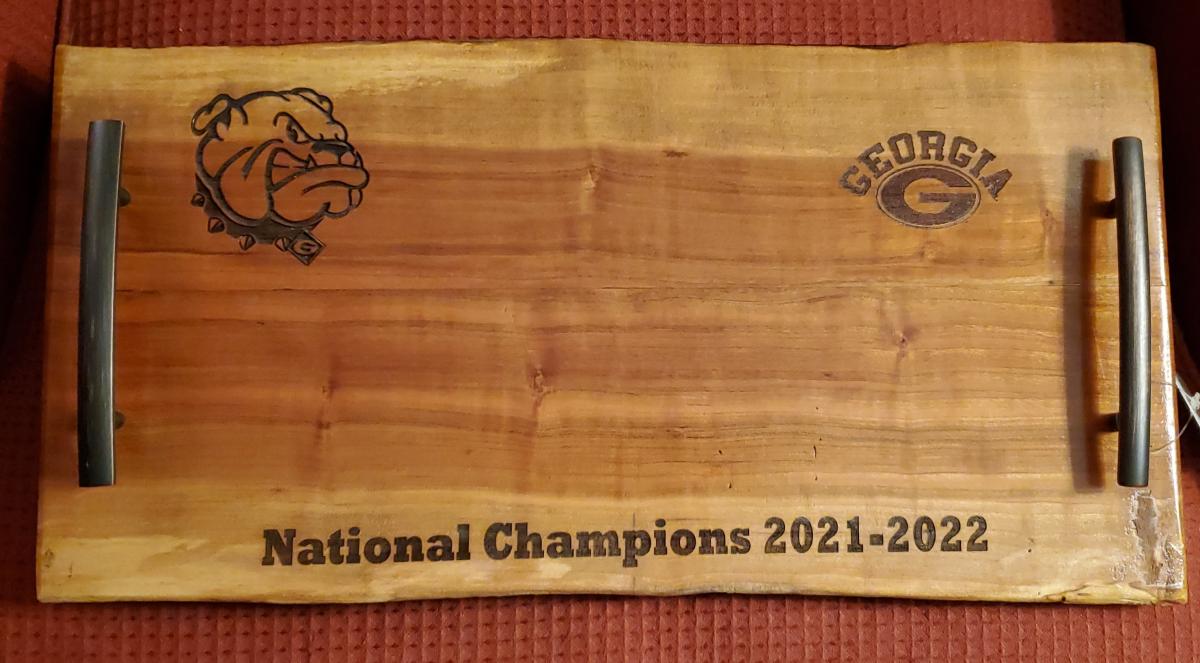 GEORGIA
G
G
National Champions 2021-2022